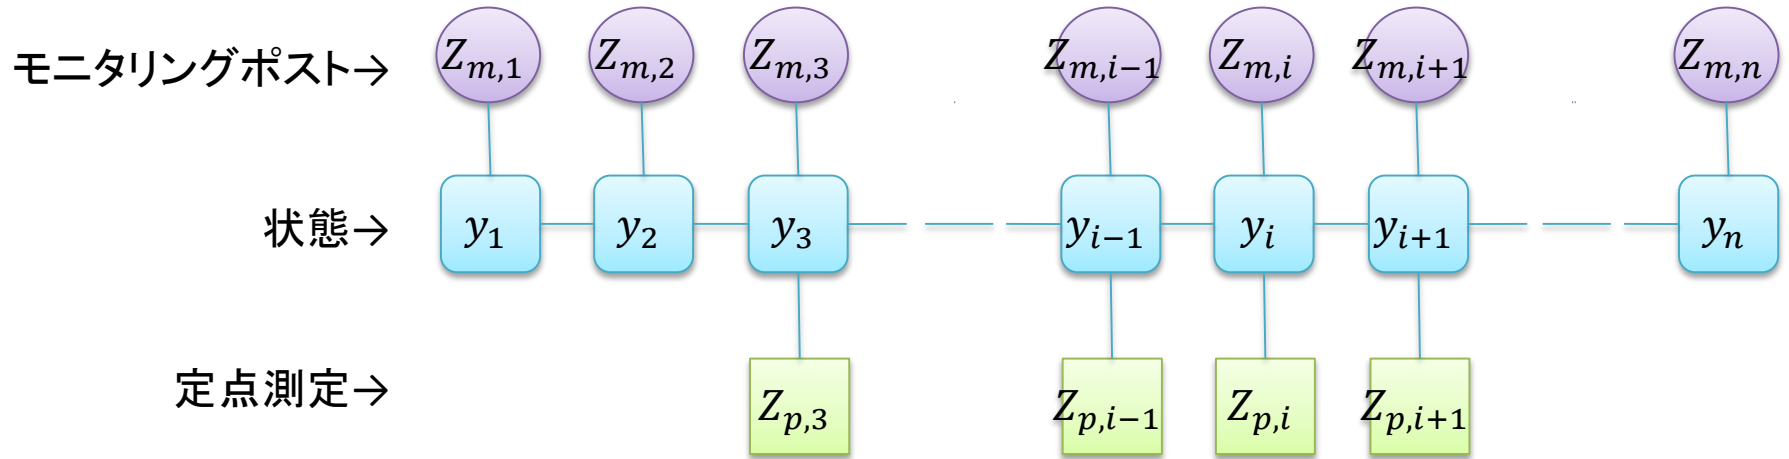 モニタリングポスト→ Z_{m,1} Z_{m,2} Z_{m,3} Z_{m,i−1} Z_{m,i} Z_{m,i+1} Z_{m,n}
状態→ y_1 y_2 y_3 y_{i−1} y_i y_{i+1} y_n
定点測定→ Z_{p,3} Z_{p,i−1} Z_{p,i} Z_{p,i+1}